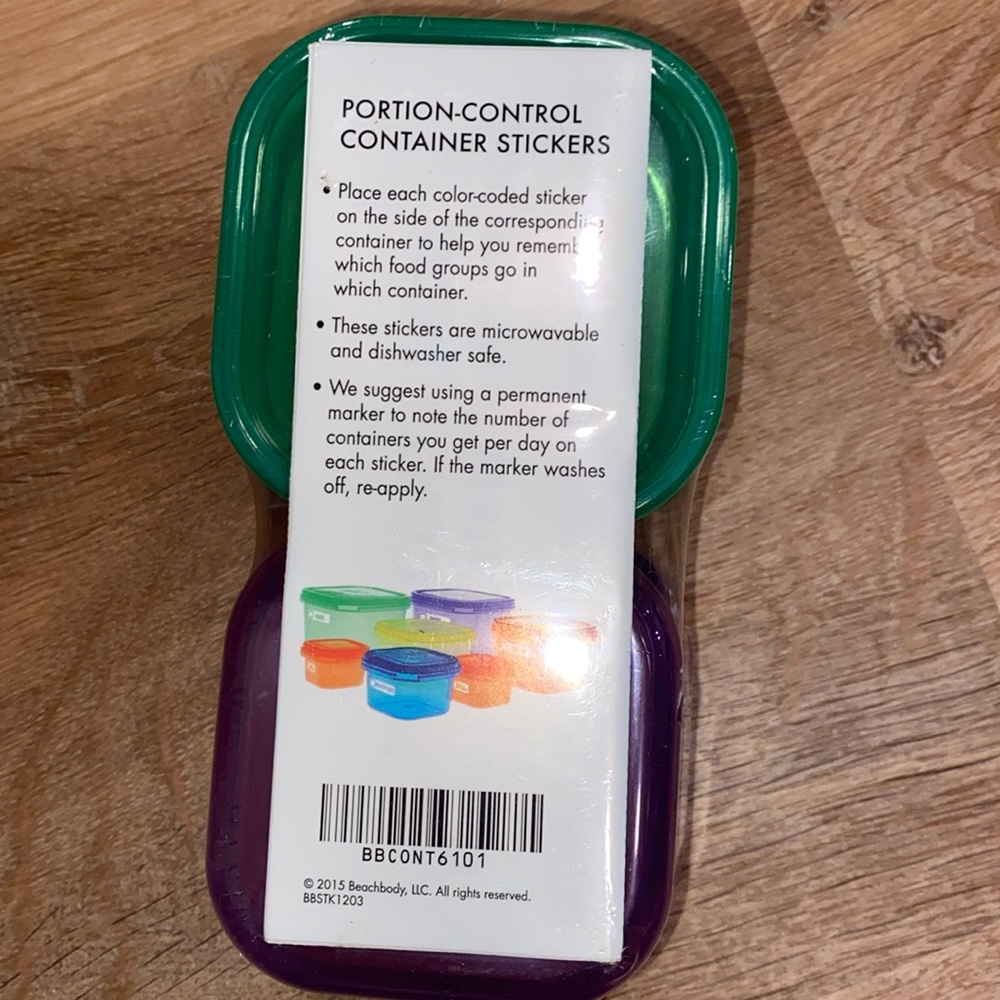 PORTION-CONTROL
CONTAINER STICKERS
• Place each color-coded sticker
on the side of the corresponding
container to help you rememb
which food groups go in
which container.
• These stickers are microwavable
and dishwasher safe.
• We suggest using a permanent
marker to note the number of
containers you get per day on
each sticker. If the marker washes
off, re-apply.
BBCONT6101
© 2015 Beachbody, LLC. All rights reserved.
BBSTK1203